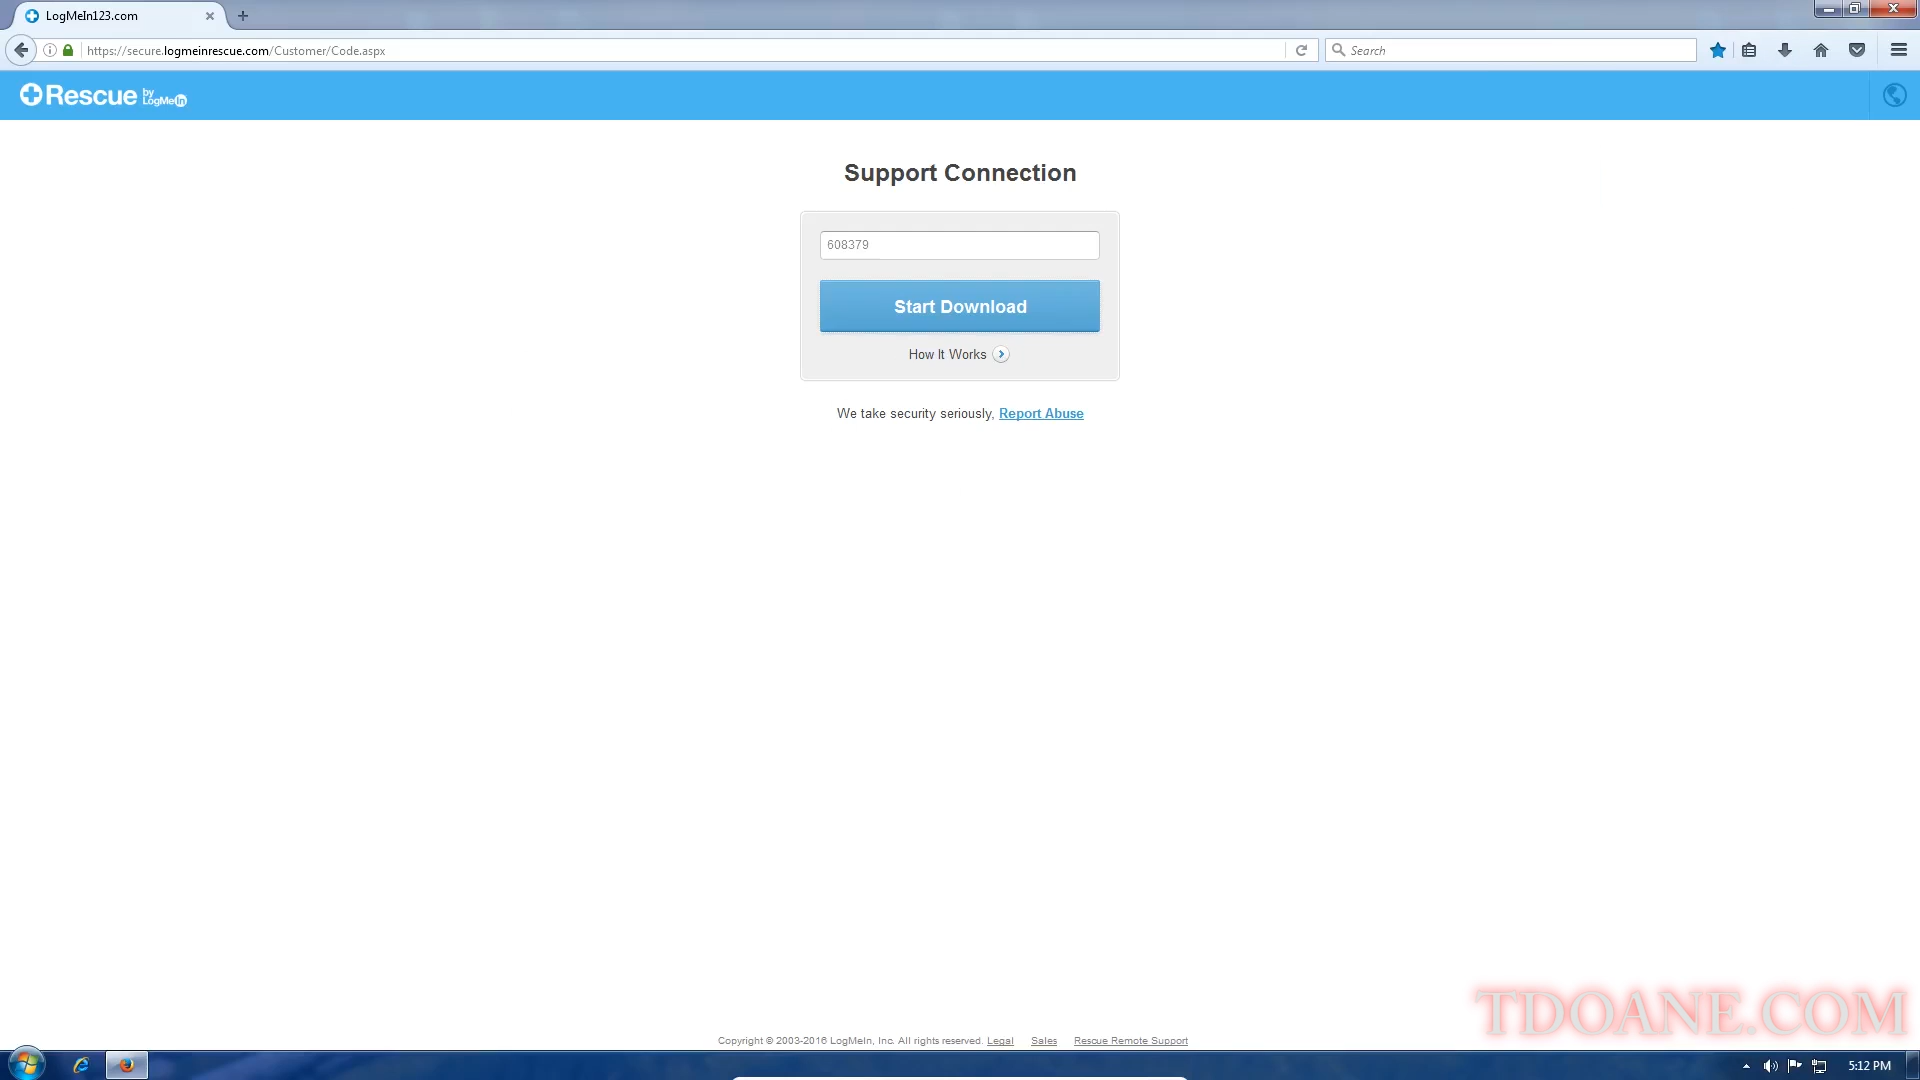 LogMeIn123.com
https://secure.logmeinrescue.com/Customer/Code.aspx
Search
Rescue by LogMeIn
Support Connection
608379
Start Download
How It Works
We take security seriously, Report Abuse
TDOANE.COM
Copyright © 2003-2016 LogMeIn, Inc. All rights reserved. Legal Sales Rescue Remote Support
5:12 PM